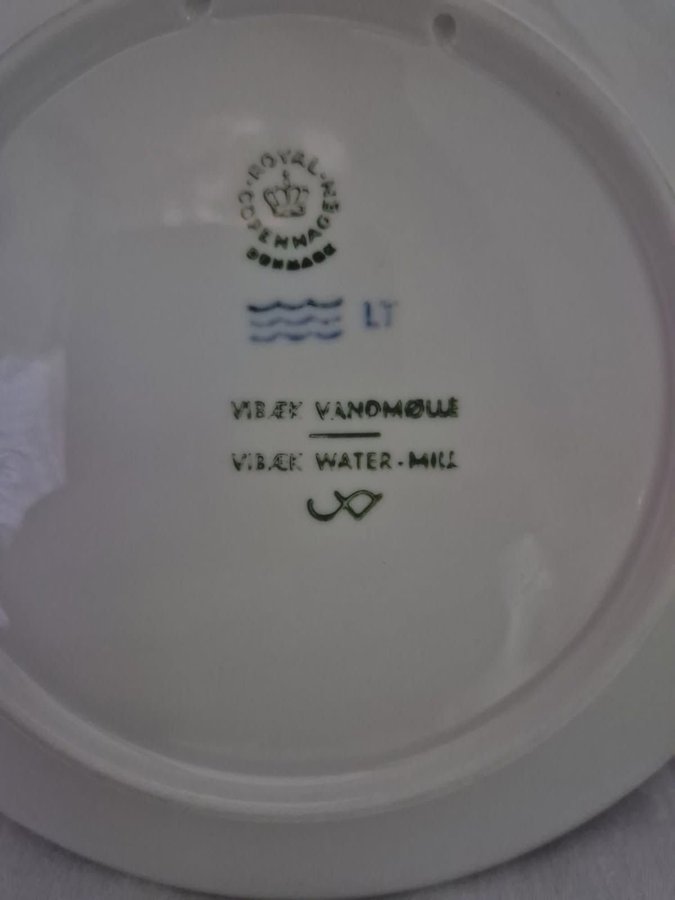 ROYAL
COPENHAGEN
DENMARK
LT
VIBÆK VANDMØLLE
VIBÆK WATER-MILL